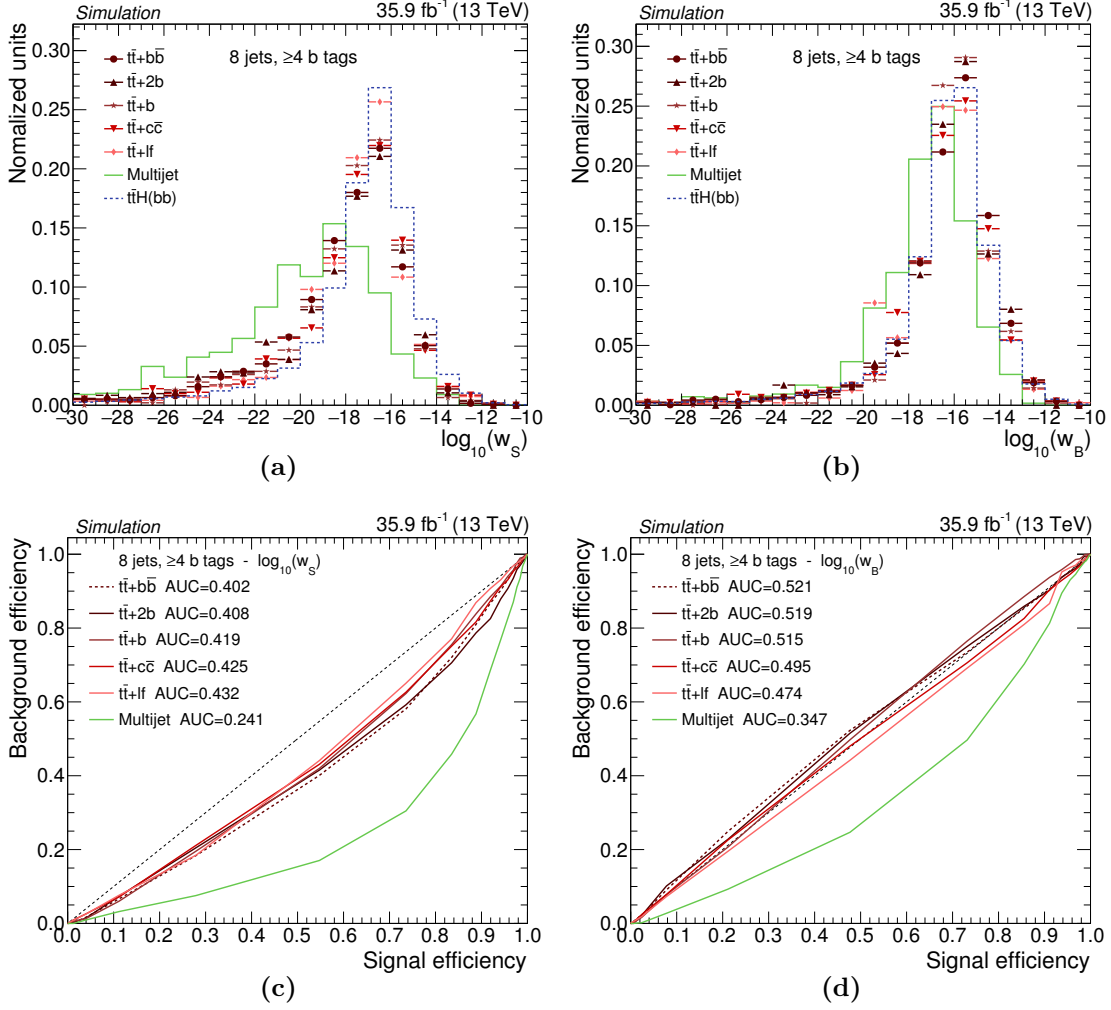 Simulation 35.9 fb⁻¹ (13 TeV)
Nomalized units
8 jets, ≥4 b tags
tt̄+bb̄
tt̄+2b
tt̄+b
tt̄+cc̄
tt̄+lf
Multijet
tt̄H(bb)
0.30
0.25
0.20
0.15
0.10
0.05
0.00
−30 −28 −26 −24 −22 −20 −18 −16 −14 −12 −10
log₁₀(w_S)
(a)
Simulation 35.9 fb⁻¹ (13 TeV)
Nomalized units
8 jets, ≥4 b tags
tt̄+bb̄
tt̄+2b
tt̄+b
tt̄+cc̄
tt̄+lf
Multijet
tt̄H(bb)
0.30
0.25
0.20
0.15
0.10
0.05
0.00
−30 −28 −26 −24 −22 −20 −18 −16 −14 −12 −10
log₁₀(w_B)
(b)
Simulation 35.9 fb⁻¹ (13 TeV)
Background efficiency
8 jets, ≥4 b tags - log₁₀(w_S)
tt̄+bb̄ AUC=0.402
tt̄+2b AUC=0.408
tt̄+b AUC=0.419
tt̄+cc̄ AUC=0.425
tt̄+lf AUC=0.432
Multijet AUC=0.241
1.0
0.8
0.6
0.4
0.2
0.0
0.0 0.1 0.2 0.3 0.4 0.5 0.6 0.7 0.8 0.9 1.0
Signal efficiency
(c)
Simulation 35.9 fb⁻¹ (13 TeV)
Background efficiency
8 jets, ≥4 b tags - log₁₀(w_B)
tt̄+bb̄ AUC=0.521
tt̄+2b AUC=0.519
tt̄+b AUC=0.515
tt̄+cc̄ AUC=0.495
tt̄+lf AUC=0.474
Multijet AUC=0.347
1.0
0.8
0.6
0.4
0.2
0.0
0.0 0.1 0.2 0.3 0.4 0.5 0.6 0.7 0.8 0.9 1.0
Signal efficiency
(d)